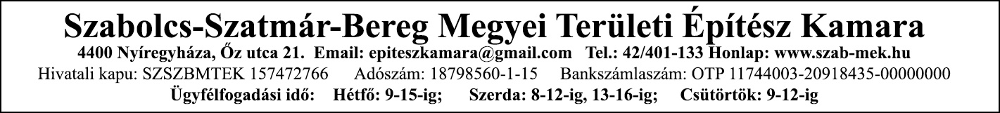 Szabolcs-Szatmár-Bereg Megyei Területi Építész Kamara
4400 Nyíregyháza, Őz utca 21. Email: epiteszkamara@gmail.com Tel.: 42/401-133 Honlap: www.szab-mek.hu
Hivatali kapu: SZSZBMTEK 157472766 Adószám: 18798560-1-15 Bankszámlaszám: OTP 11744003-20918435-00000000
Ügyfélfogadási idő: Hétfő: 9-15-ig; Szerda: 8-12-ig, 13-16-ig; Csütörtök: 9-12-ig